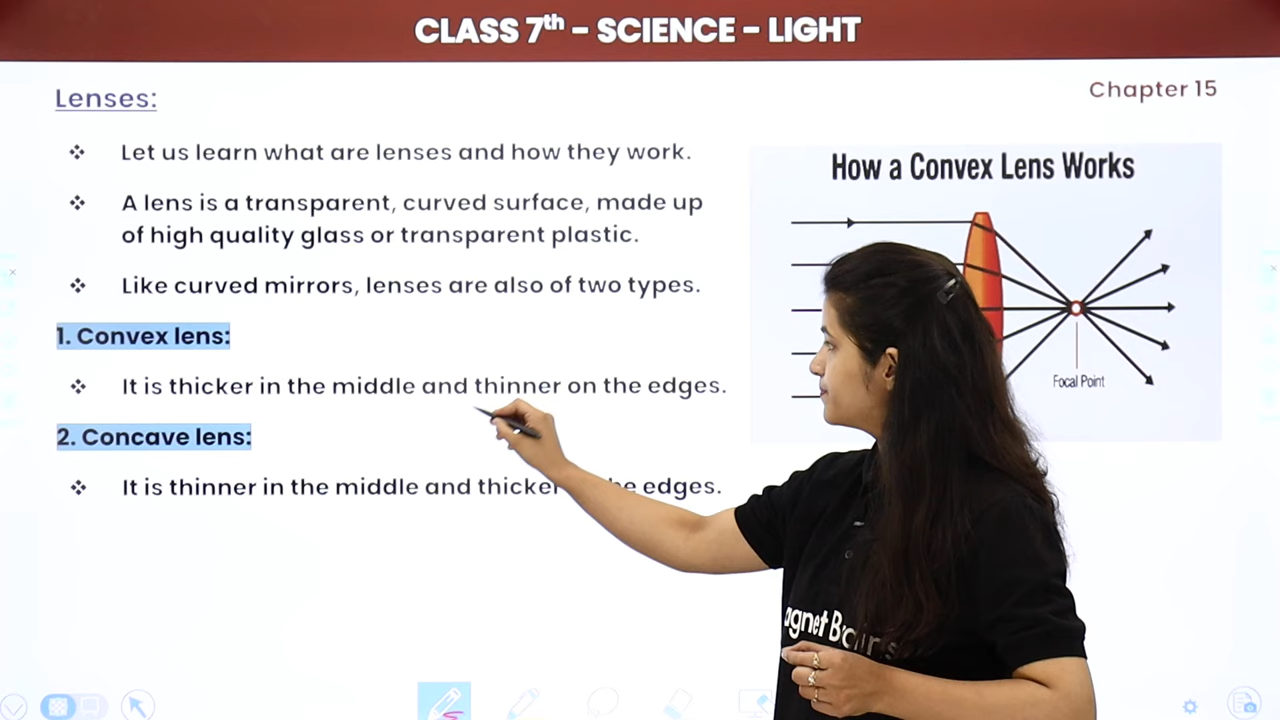 CLASS 7th – SCIENCE – LIGHT
Lenses:
Chapter 15
❖ Let us learn what are lenses and how they work.
❖ A lens is a transparent, curved surface, made up
of high quality glass or transparent plastic.
❖ Like curved mirrors, lenses are also of two types.
1. Convex lens:
❖ It is thicker in the middle and thinner on the edges.
2. Concave lens:
❖ It is thinner in the middle and thicker edges.
How a Convex Lens Works
Focal Point